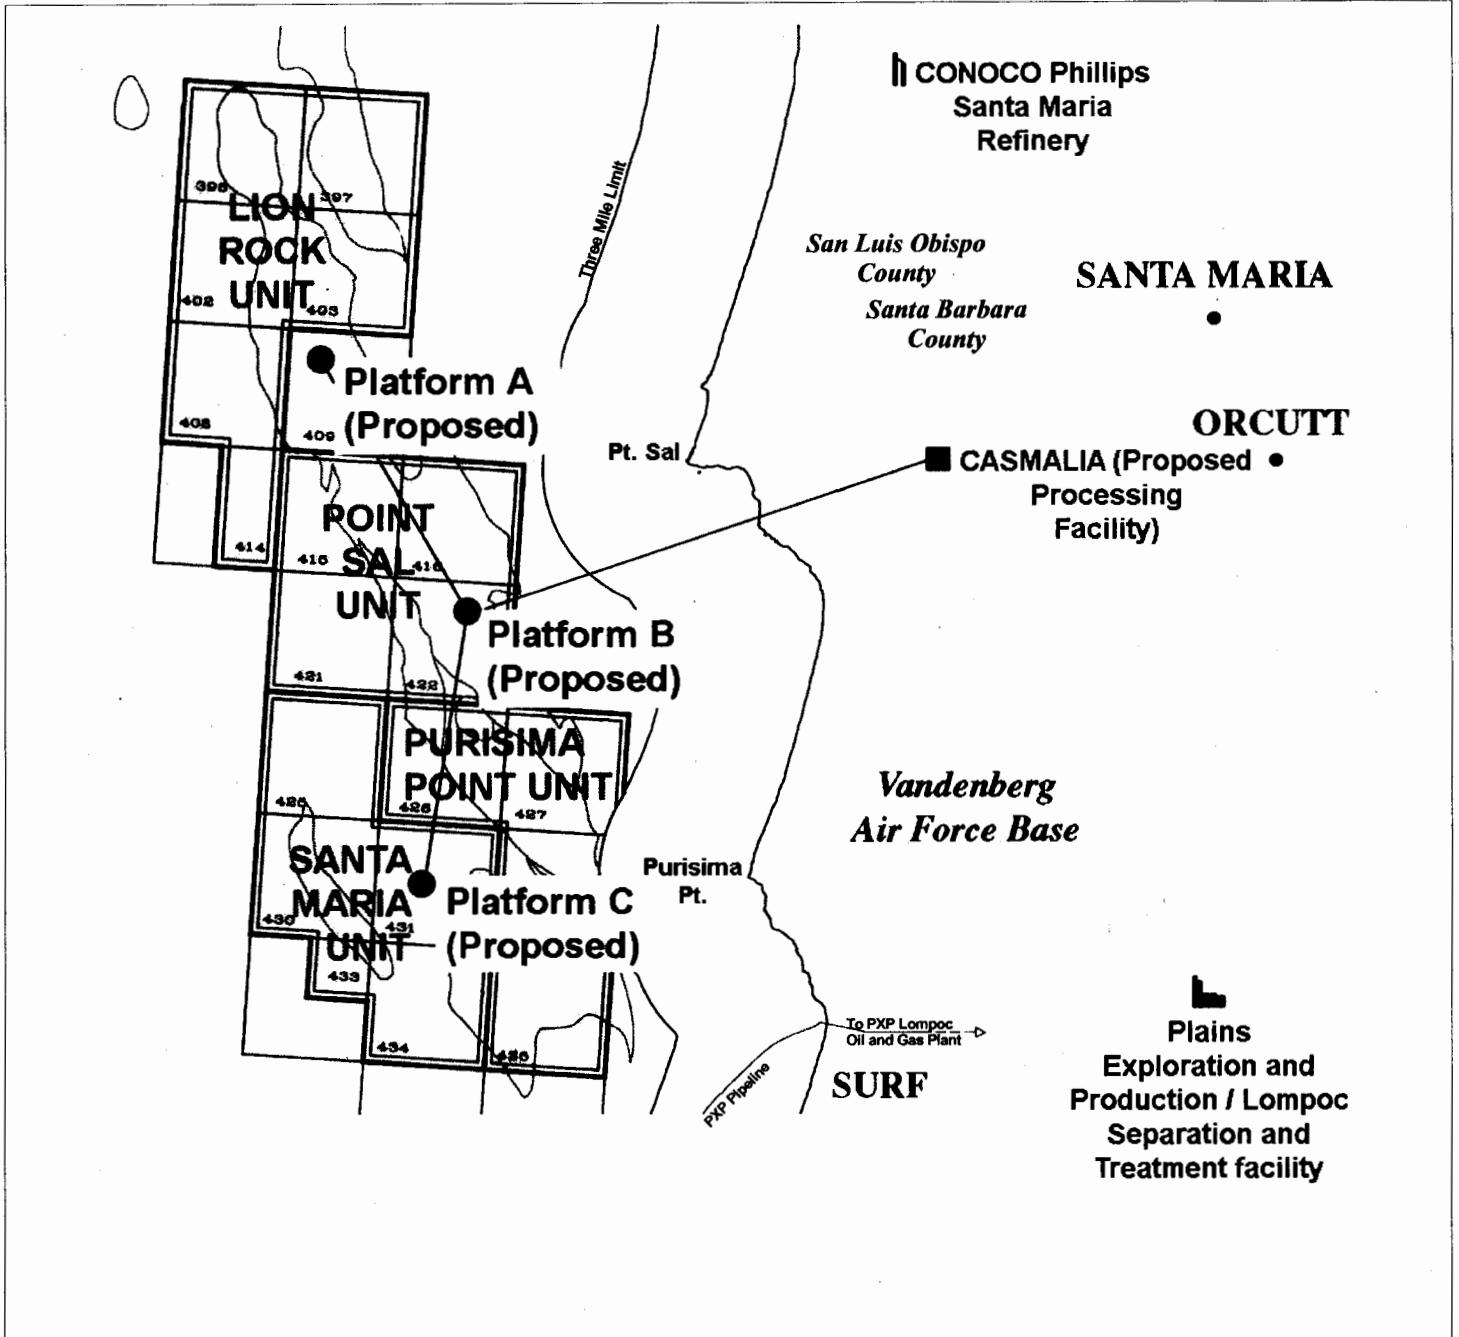 CONOCO Phillips
Santa Maria
Refinery
Three Mile Limit
San Luis Obispo
County
Santa Barbara
County
SANTA MARIA
396
397
LION
ROCK
UNIT
402
403
Platform A
(Proposed)
408
409
ORCUTT
Pt. Sal
CASMALIA (Proposed
Processing
Facility)
POINT
SAL
UNIT
414
415
416
Platform B
(Proposed)
421
422
PURISIMA
POINT UNIT
425
426
427
Vandenberg
Air Force Base
SANTA
MARIA
UNIT
430
431
Platform C
(Proposed)
Purisima
Pt.
433
434
To PXP Lompoc
Oil and Gas Plant
PXP Pipeline
SURF
Plains
Exploration and
Production / Lompoc
Separation and
Treatment facility